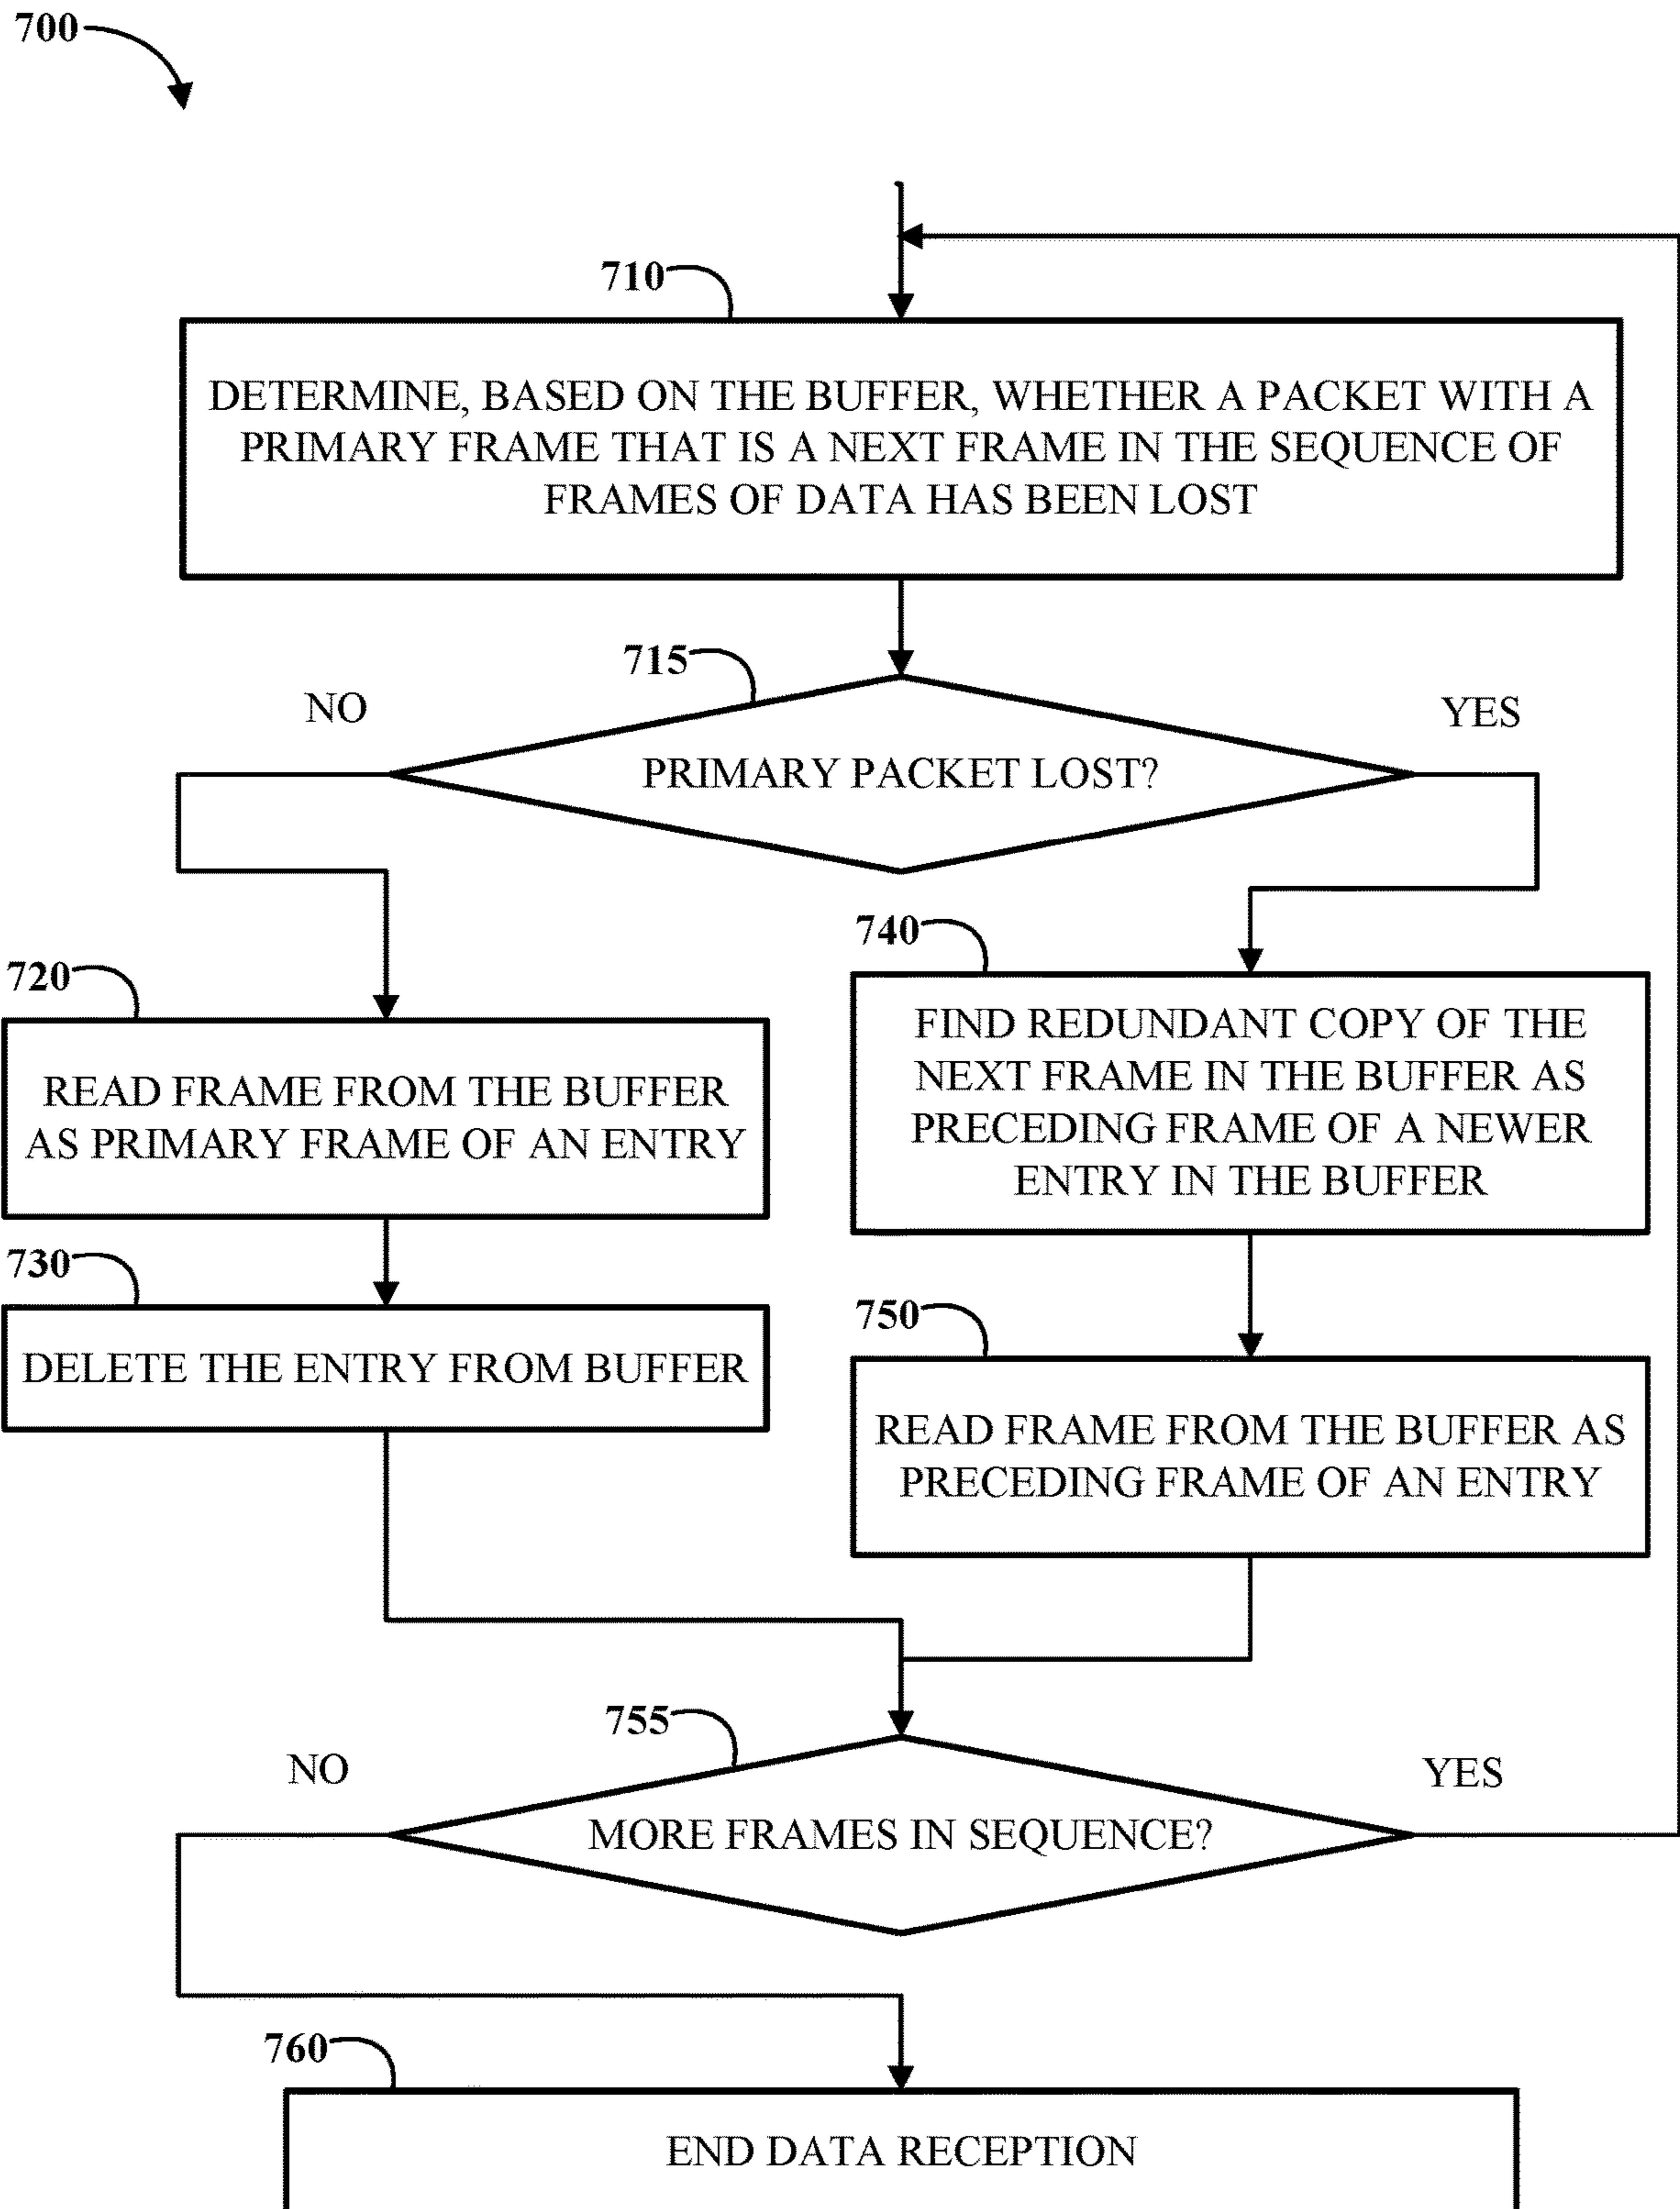 700
710
DETERMINE, BASED ON THE BUFFER, WHETHER A PACKET WITH A
PRIMARY FRAME THAT IS A NEXT FRAME IN THE SEQUENCE OF
FRAMES OF DATA HAS BEEN LOST
715
NO
YES
PRIMARY PACKET LOST?
720
READ FRAME FROM THE BUFFER
AS PRIMARY FRAME OF AN ENTRY
730
DELETE THE ENTRY FROM BUFFER
740
FIND REDUNDANT COPY OF THE
NEXT FRAME IN THE BUFFER AS
PRECEDING FRAME OF A NEWER
ENTRY IN THE BUFFER
750
READ FRAME FROM THE BUFFER AS
PRECEDING FRAME OF AN ENTRY
755
NO
YES
MORE FRAMES IN SEQUENCE?
760
END DATA RECEPTION